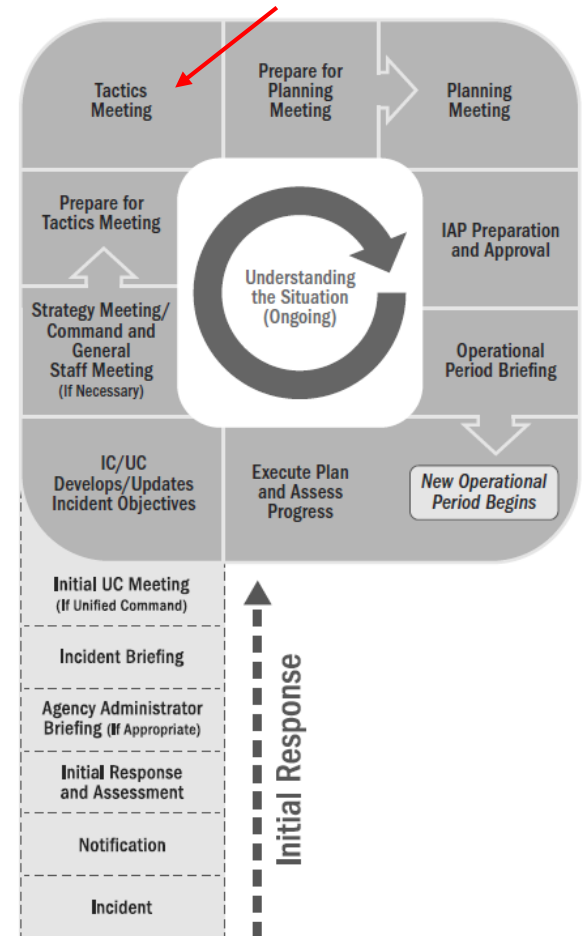 Tactics
Meeting
Prepare for
Planning
Meeting
Planning
Meeting
Prepare for
Tactics Meeting
IAP Preparation
and Approval
Understanding
the Situation
(Ongoing)
Strategy Meeting/
Command and
General
Staff Meeting
(If Necessary)
Operational
Period Briefing
IC/UC
Develops/Updates
Incident Objectives
Execute Plan
and Assess
Progress
New Operational
Period Begins
Initial UC Meeting
(If Unified Command)
Incident Briefing
Agency Administrator
Briefing (If Appropriate)
Initial Response
and Assessment
Notification
Incident
Initial Response